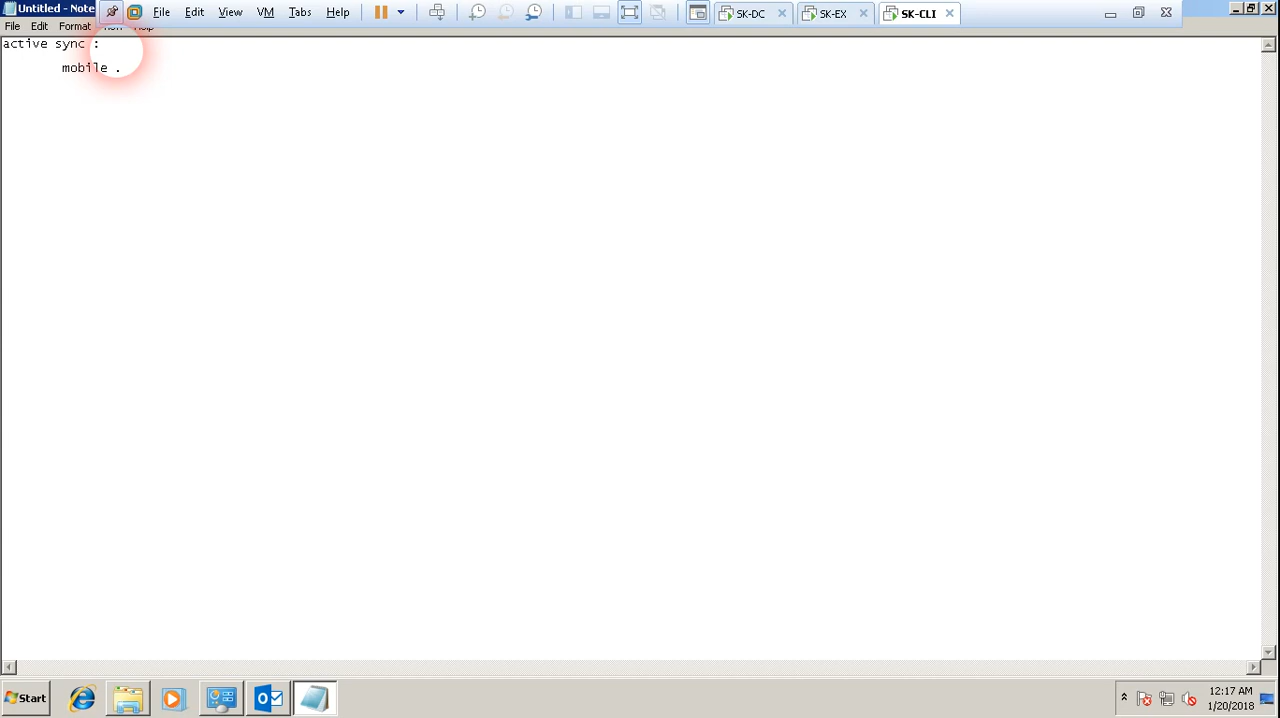 Untitled - Note
File Edit View VM Tabs Help
SK-DC
SK-EX
SK-CLI
File Edit Format
active sync :
mobile .
Start
12:17 AM
1/20/2018